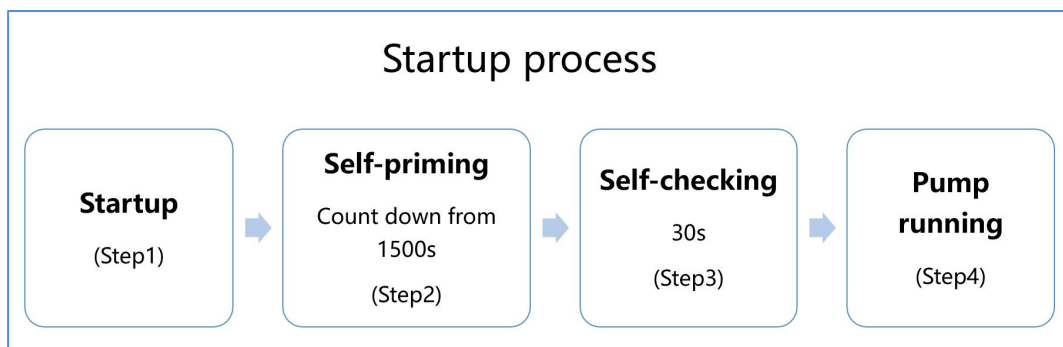 Startup process
Startup
(Step1)
Self-priming
Count down from
1500s
(Step2)
Self-checking
30s
(Step3)
Pump
running
(Step4)